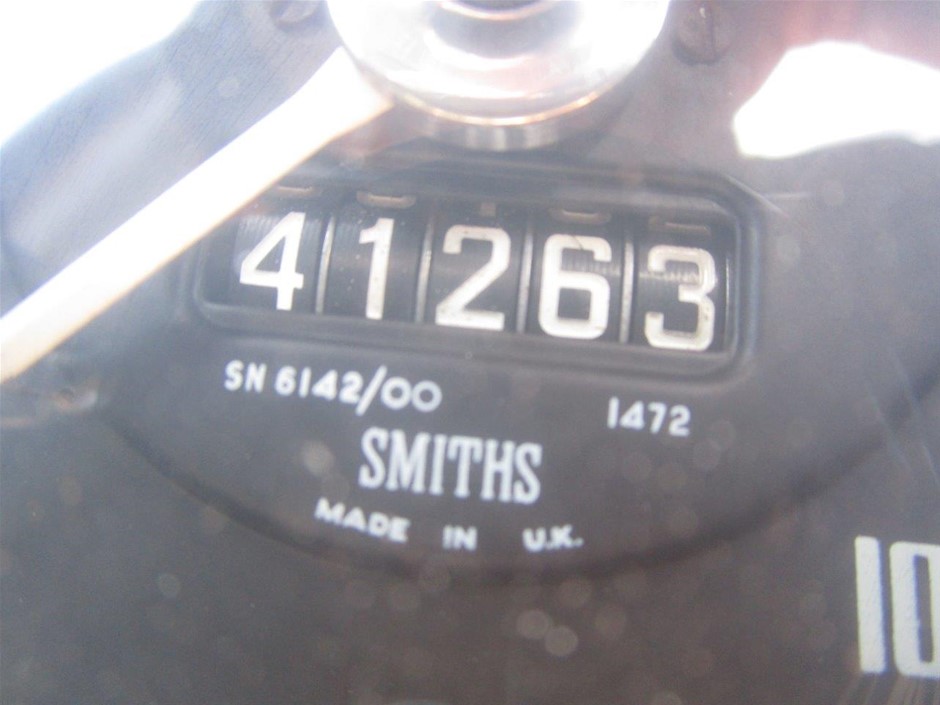 41263
SN 6142/00 1472
SMITHS
MADE IN U.K.
10